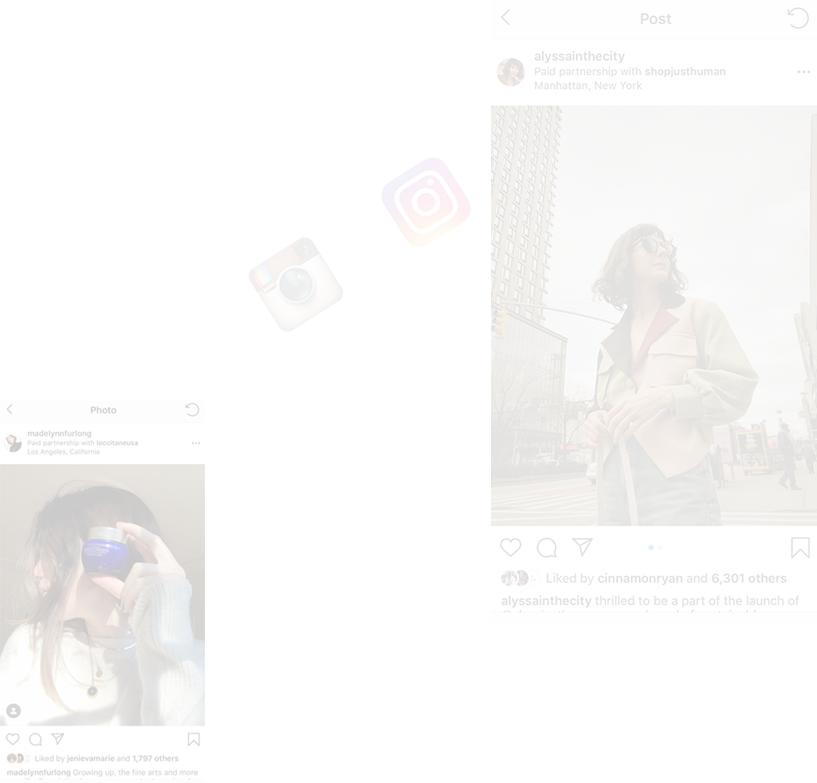 Post
alyssainthecity
Paid partnership with shopjusthuman
Manhattan, New York
Liked by cinnamonryan and 6,301 others
alyssainthecity thrilled to be a part of the launch of
Photo
madelynnfurlong
Paid partnership with loccitaneusa
Los Angeles, California
Liked by jenievamarie and 1,797 others
madelynnfurlong Growing up, the fine arts and more